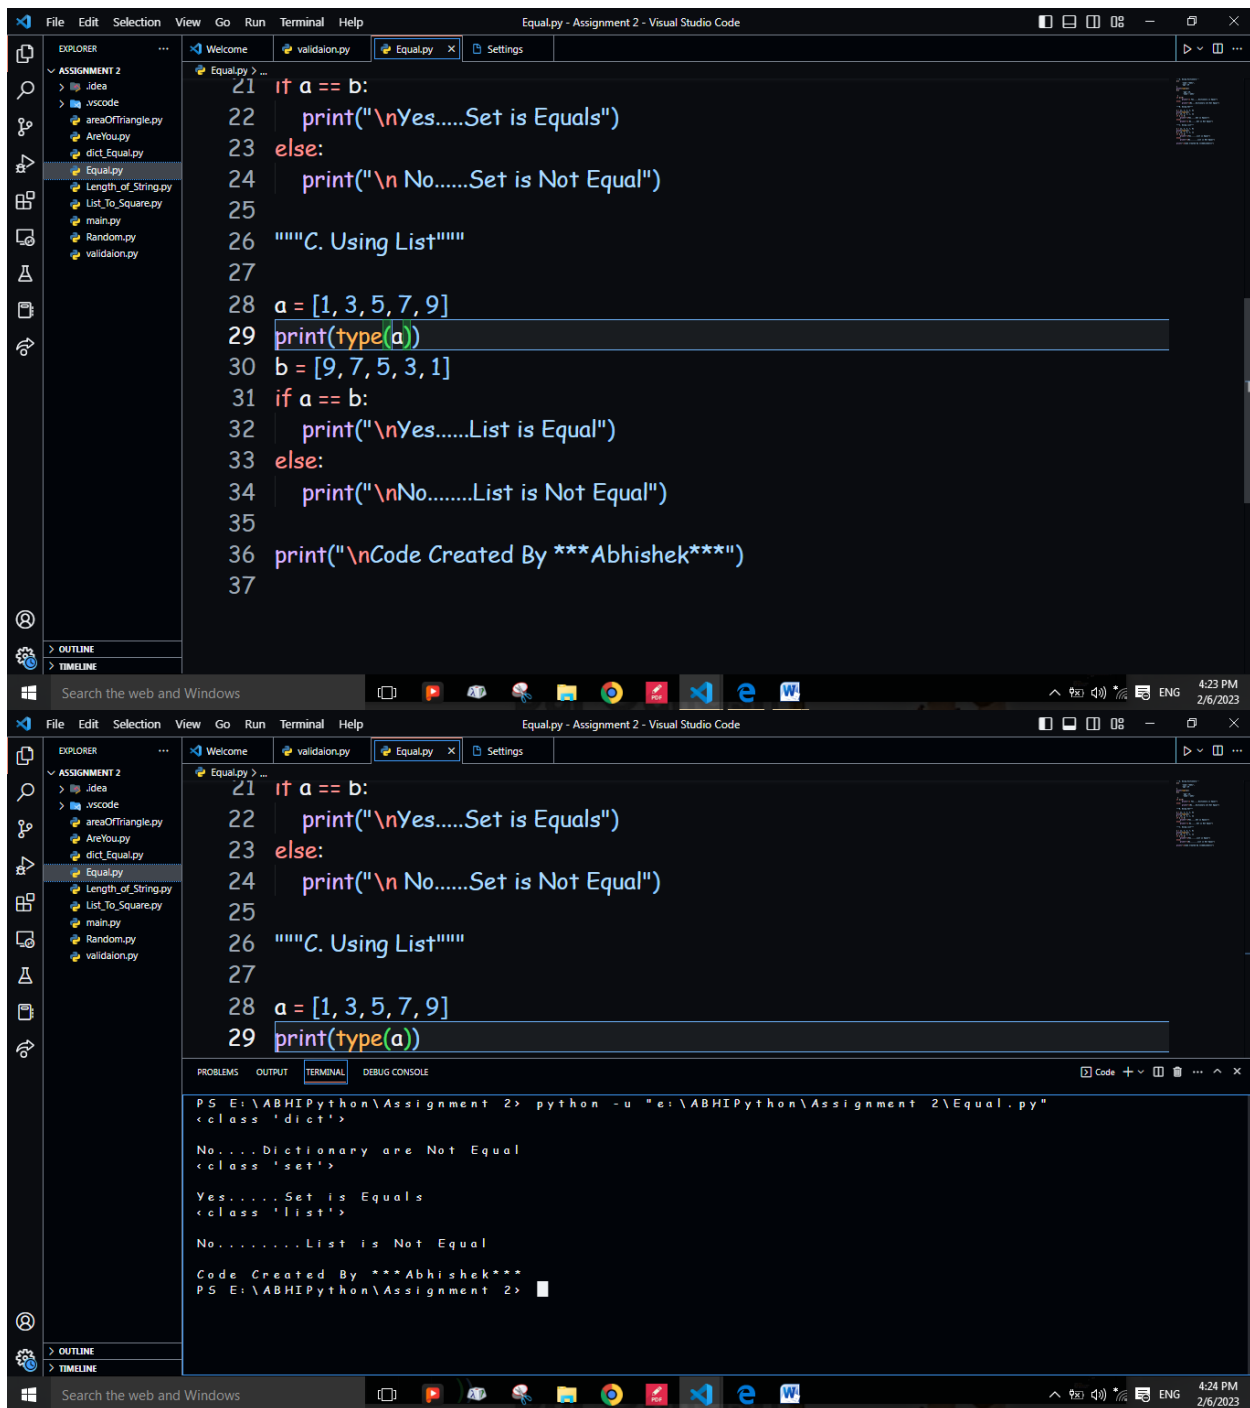 File Edit Selection View Go Run Terminal Help Equal.py - Assignment 2 - Visual Studio Code
EXPLORER ... Welcome validaion.py Equal.py × Settings
ASSIGNMENT 2
.idea
.vscode
areaOfTriangle.py
AreYou.py
dict_Equal.py
Equal.py
Length_of_String.py
List_To_Square.py
main.py
Random.py
validaion.py
OUTLINE
TIMELINE
Equal.py > ...
21 if a == b:
22 print("\nYes.....Set is Equals")
23 else:
24 print("\n No......Set is Not Equal")
25
26 """C. Using List"""
27
28 a = [1, 3, 5, 7, 9]
29 print(type(a))
30 b = [9, 7, 5, 3, 1]
31 if a == b:
32 print("\nYes......List is Equal")
33 else:
34 print("\nNo........List is Not Equal")
35
36 print("\nCode Created By ***Abhishek***")
37
Search the web and Windows ENG 4:23 PM
2/6/2023
File Edit Selection View Go Run Terminal Help Equal.py - Assignment 2 - Visual Studio Code
EXPLORER ... Welcome validaion.py Equal.py × Settings
ASSIGNMENT 2
.idea
.vscode
areaOfTriangle.py
AreYou.py
dict_Equal.py
Equal.py
Length_of_String.py
List_To_Square.py
main.py
Random.py
validaion.py
OUTLINE
TIMELINE
Equal.py > ...
21 if a == b:
22 print("\nYes.....Set is Equals")
23 else:
24 print("\n No......Set is Not Equal")
25
26 """C. Using List"""
27
28 a = [1, 3, 5, 7, 9]
29 print(type(a))
PROBLEMS OUTPUT TERMINAL DEBUG CONSOLE Code
PS E:\ABHIPython\Assignment 2> python -u "e:\ABHIPython\Assignment 2\Equal.py"
<class 'dict'>
No....Dictionary are Not Equal
<class 'set'>
Yes.....Set is Equals
<class 'list'>
No........List is Not Equal
Code Created By ***Abhishek***
PS E:\ABHIPython\Assignment 2>
Search the web and Windows ENG 4:24 PM
2/6/2023